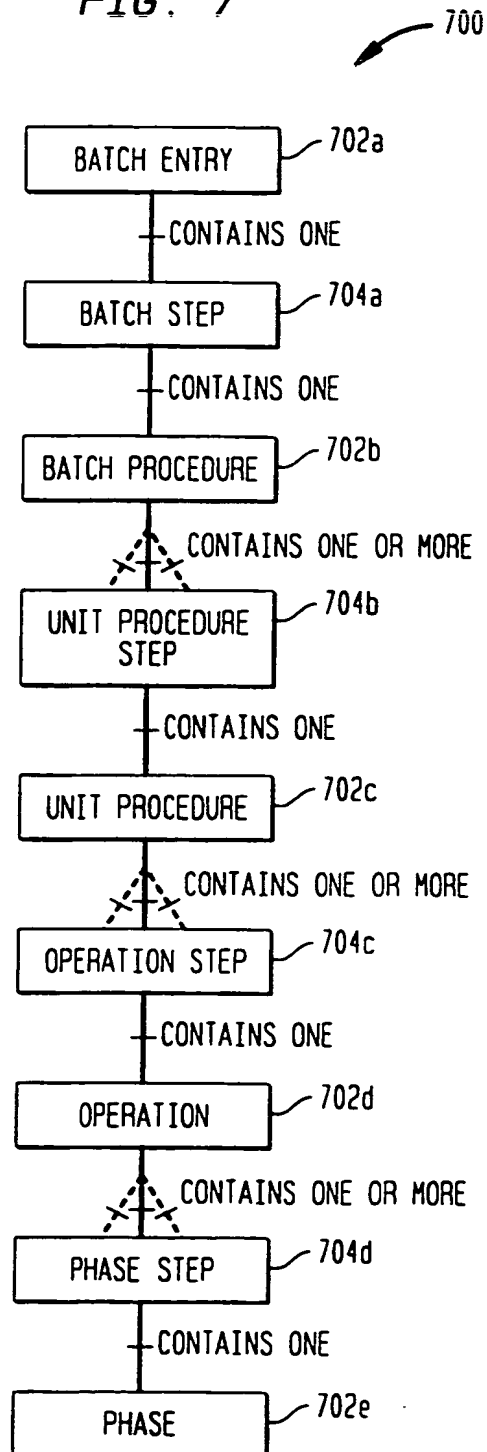 FIG. 7
700
BATCH ENTRY
702a
CONTAINS ONE
BATCH STEP
704a
CONTAINS ONE
BATCH PROCEDURE
702b
CONTAINS ONE OR MORE
UNIT PROCEDURE
STEP
704b
CONTAINS ONE
UNIT PROCEDURE
702c
CONTAINS ONE OR MORE
OPERATION STEP
704c
CONTAINS ONE
OPERATION
702d
CONTAINS ONE OR MORE
PHASE STEP
704d
CONTAINS ONE
PHASE
702e